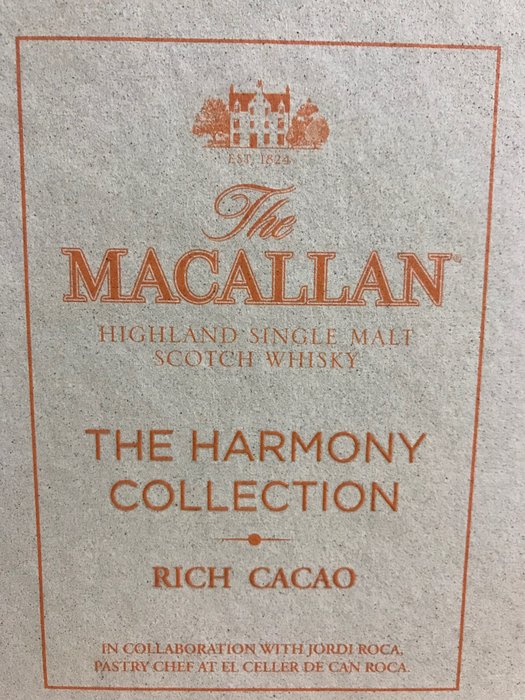 EST. 1824
The
MACALLAN®
HIGHLAND SINGLE MALT
SCOTCH WHISKY
THE HARMONY
COLLECTION
RICH CACAO
IN COLLABORATION WITH JORDI ROCA,
PASTRY CHEF AT EL CELLER DE CAN ROCA.